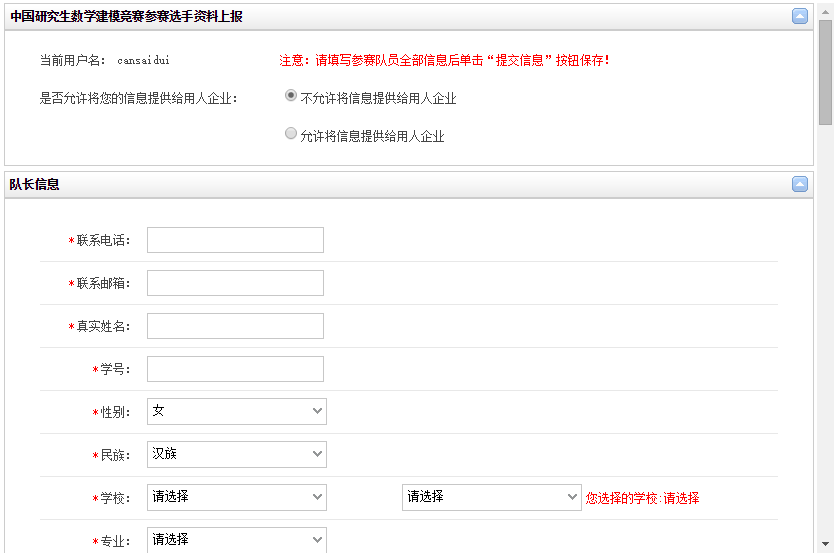 中国研究生数学建模竞赛参赛选手资料上报
当前用户名: cansaidui 注意: 请填写参赛队员全部信息后单击“提交信息”按钮保存!
是否允许将您的信息提供给用人企业: 不允许将信息提供给用人企业
允许将信息提供给用人企业
队长信息
*联系电话:
*联系邮箱:
*真实姓名:
*学号:
*性别: 女
*民族: 汉族
*学校: 请选择 请选择 您选择的学校:请选择
*专业: 请选择